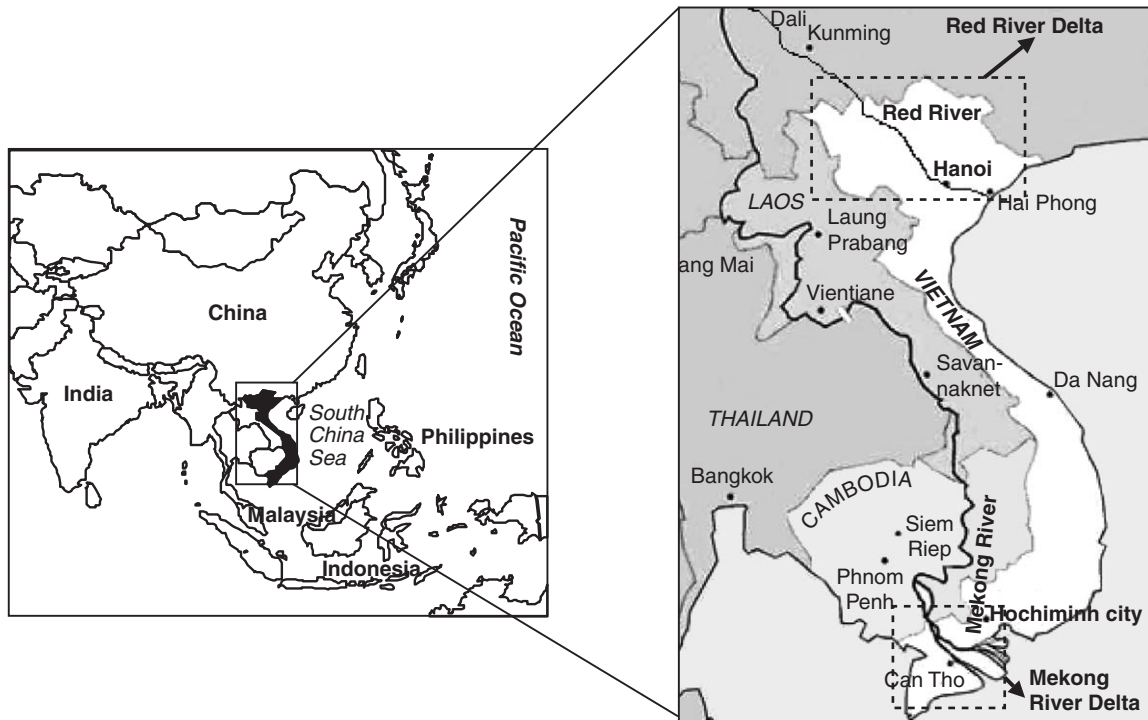 Pacific Ocean
China
India
South
China
Sea
Philippines
Malaysia
Indonesia
Dali
Kunming
Red River Delta
Red River
Hanoi
Hai Phong
LAOS
Laung
Prabang
ang Mai
Vientiane
VIETNAM
Savan-
naknet
Da Nang
THAILAND
Bangkok
CAMBODIA
Siem
Riep
Phnom
Penh
Mekong River
Hochiminh city
Can Tho
Mekong
River Delta